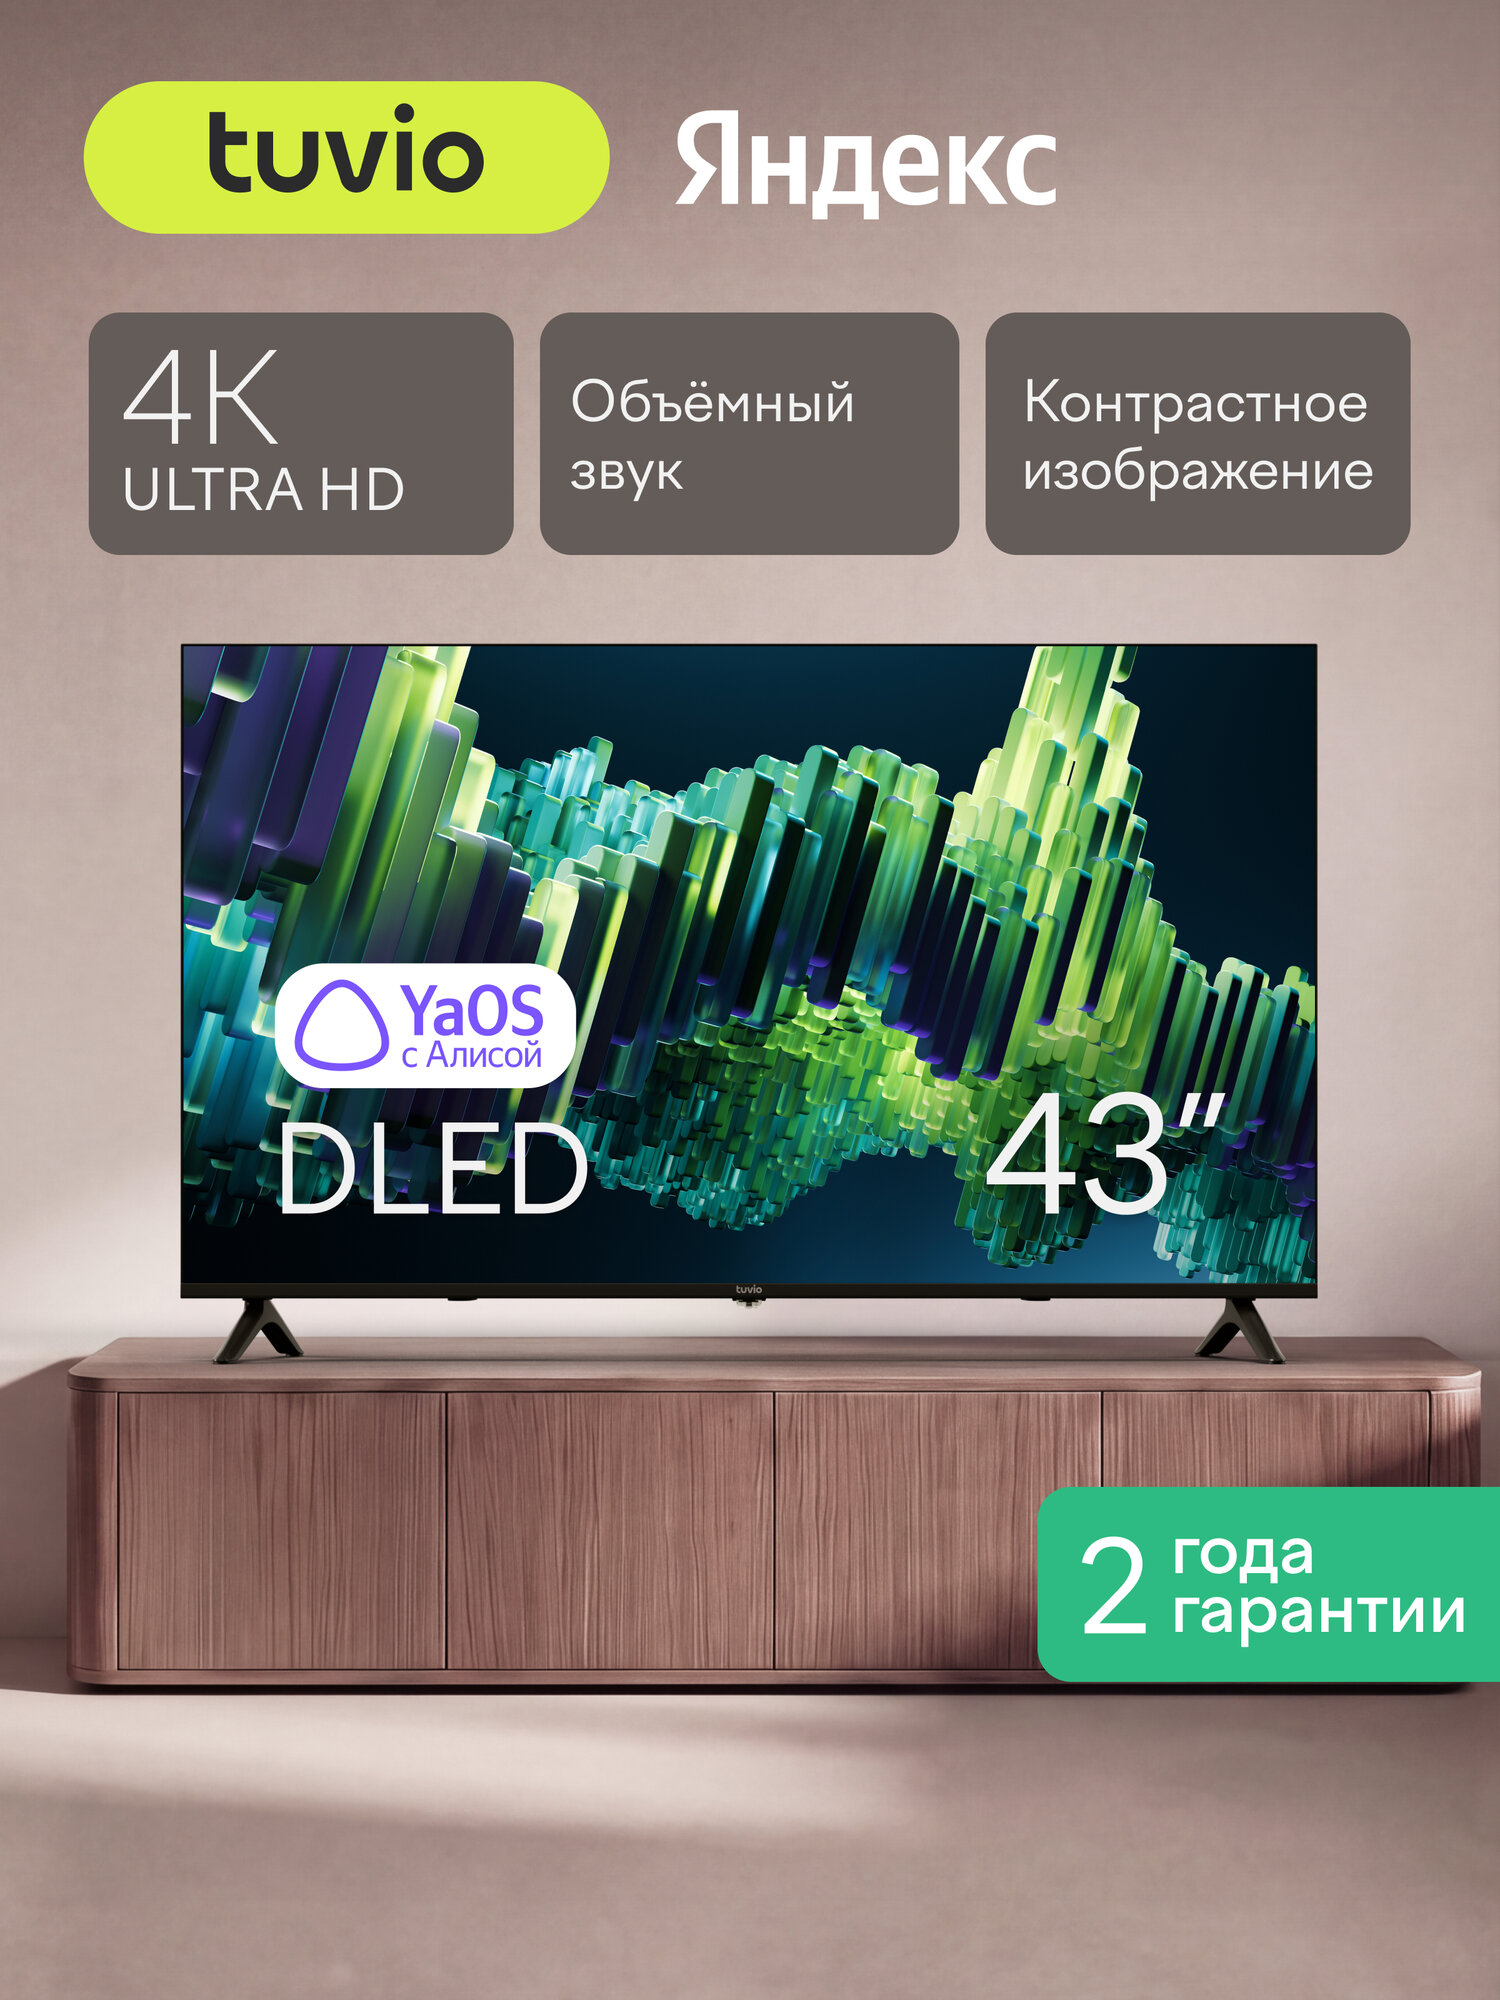 tuvio Яндекс
4K
ULTRA HD
Объёмный
звук
Контрастное
изображение
YaOS
с Алисой
DLED
43"
tuvio
2 года
гарантии